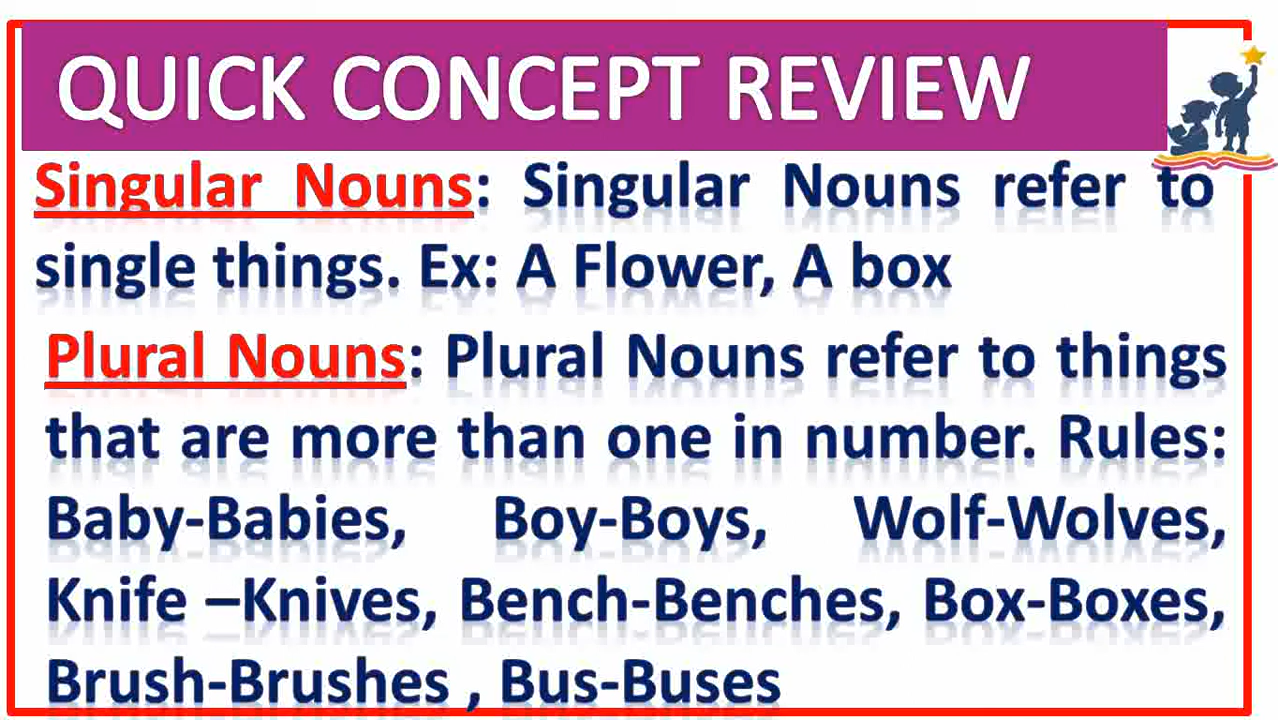 QUICK CONCEPT REVIEW
Singular Nouns: Singular Nouns refer to
single things. Ex: A Flower, A box
Plural Nouns: Plural Nouns refer to things
that are more than one in number. Rules:
Baby-Babies, Boy-Boys, Wolf-Wolves,
Knife –Knives, Bench-Benches, Box-Boxes,
Brush-Brushes , Bus-Buses